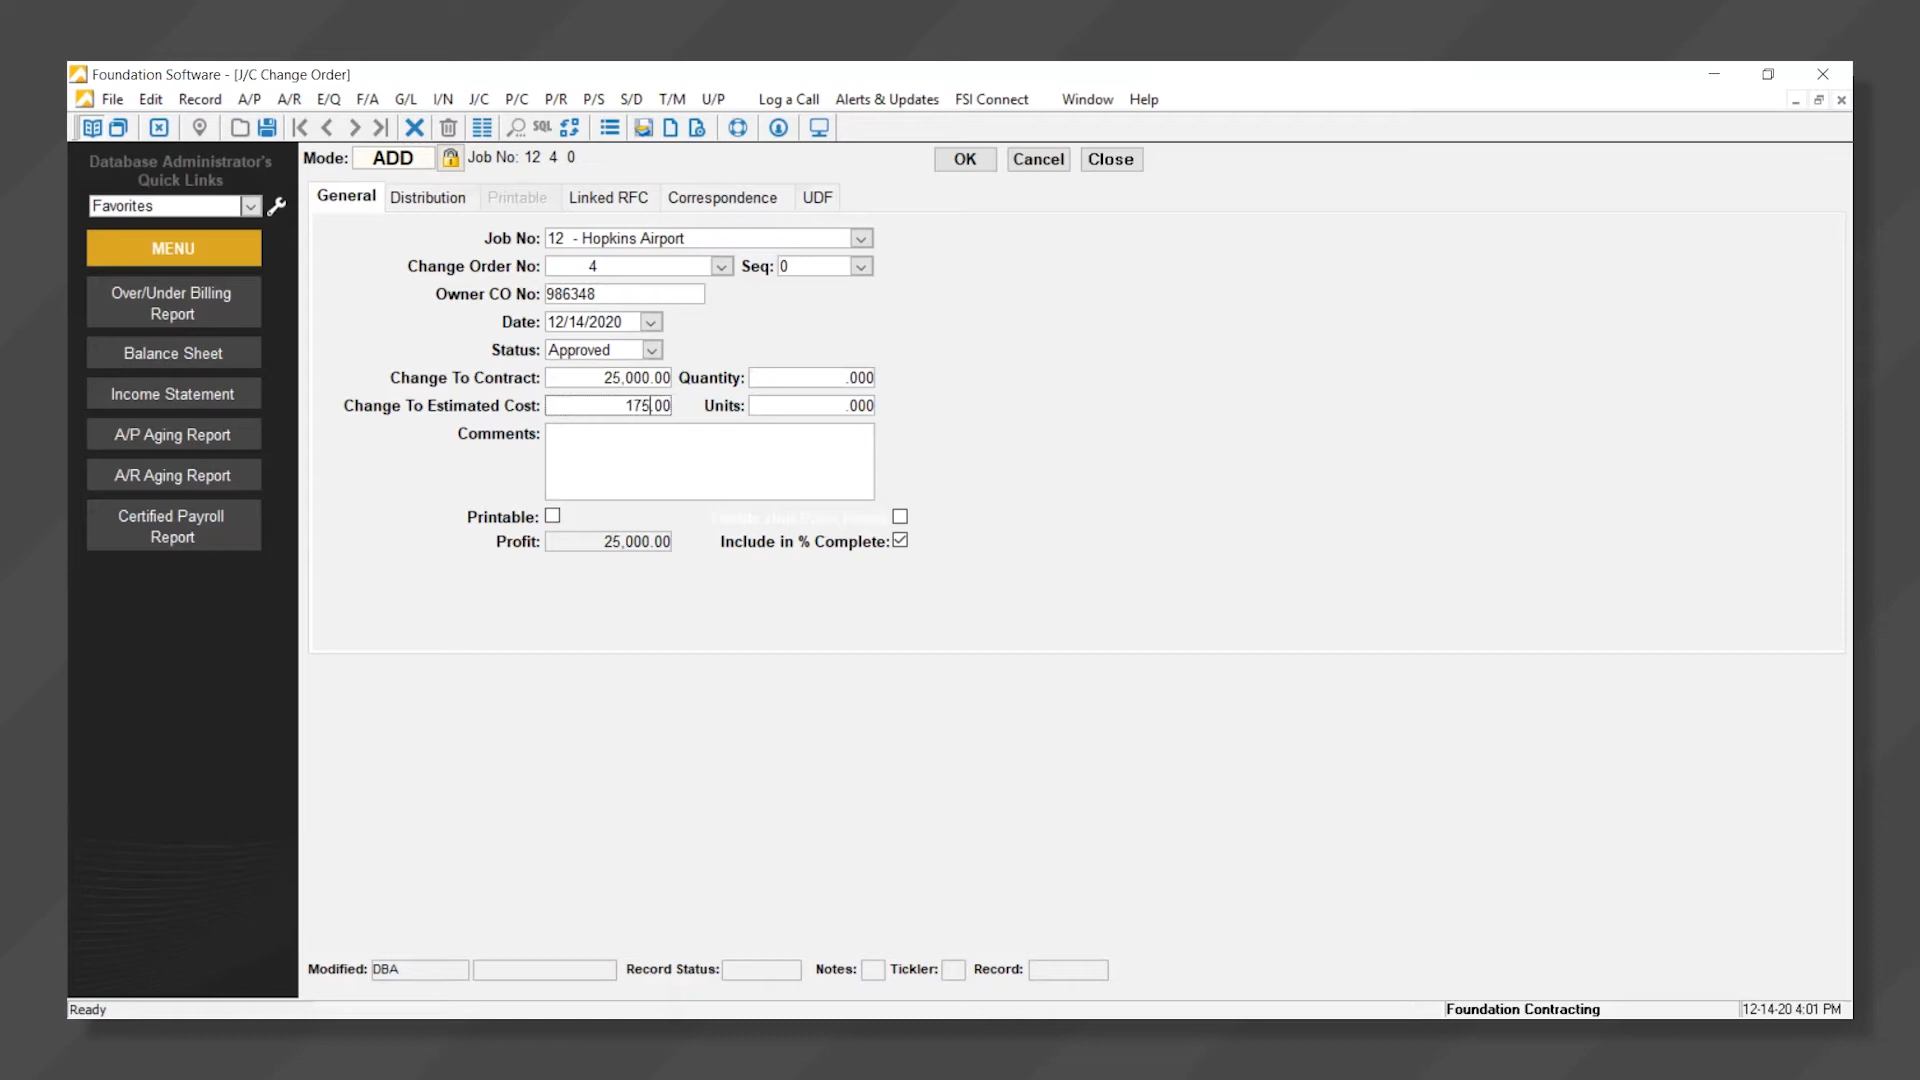 Foundation Software - [J/C Change Order]
File Edit Record A/P A/R E/Q F/A G/L I/N J/C P/C P/R P/S S/D T/M U/P Log a Call Alerts & Updates FSI Connect Window Help
SQL
Database Administrator's
Quick Links
Favorites
MENU
Over/Under Billing
Report
Balance Sheet
Income Statement
A/P Aging Report
A/R Aging Report
Certified Payroll
Report
Mode: ADD Job No: 12 4 0 OK Cancel Close
General Distribution Printable Linked RFC Correspondence UDF
Job No: 12 - Hopkins Airport
Change Order No: 4 Seq: 0
Owner CO No: 986348
Date: 12/14/2020
Status: Approved
Change To Contract: 25,000.00 Quantity: .000
Change To Estimated Cost: 175.00 Units: .000
Comments:
Printable:
Profit: 25,000.00 Include in % Complete:
Modified: DBA Record Status: Notes: Tickler: Record:
Ready Foundation Contracting 12-14-20 4:01 PM